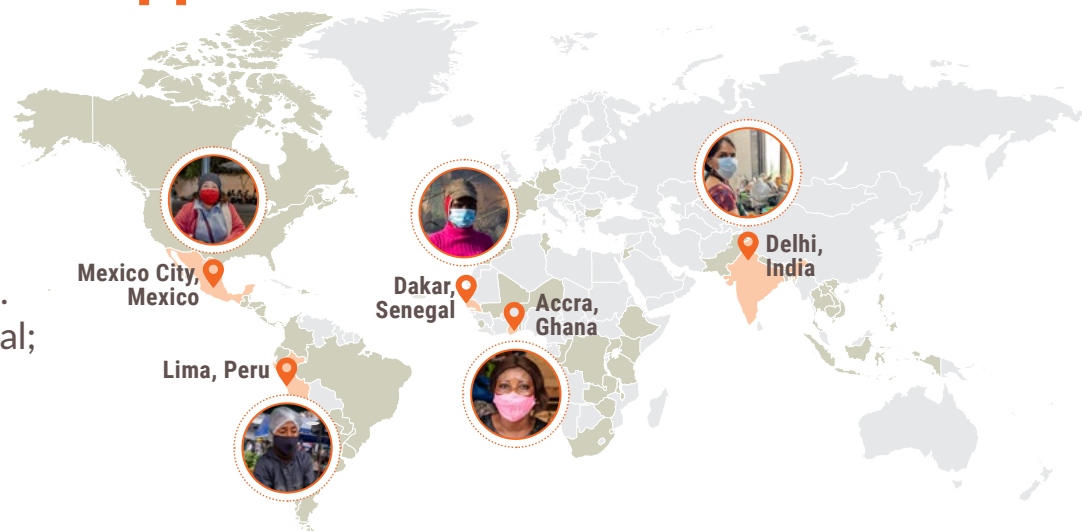 Mexico City,
Mexico
.
al;
Lima, Peru
Dakar,
Senegal
Accra,
Ghana
Delhi,
India